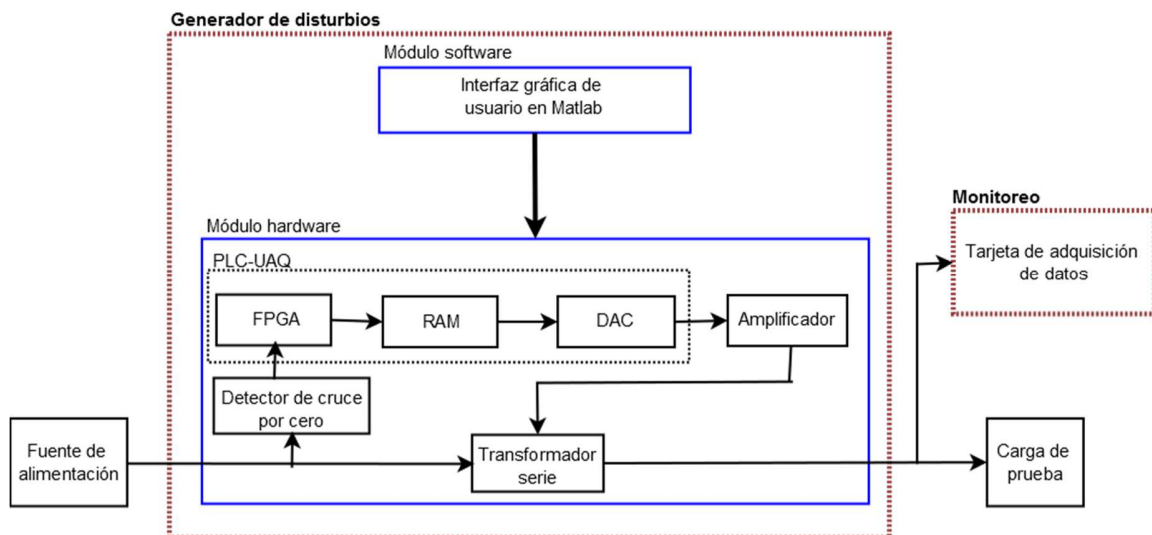 Generador de disturbios
Módulo software
Interfaz gráfica de
usuario en Matlab
Módulo hardware
PLC-UAQ
FPGA
RAM
DAC
Amplificador
Detector de cruce
por cero
Fuente de
alimentación
Transformador
serie
Monitoreo
Tarjeta de adquisición
de datos
Carga de
prueba